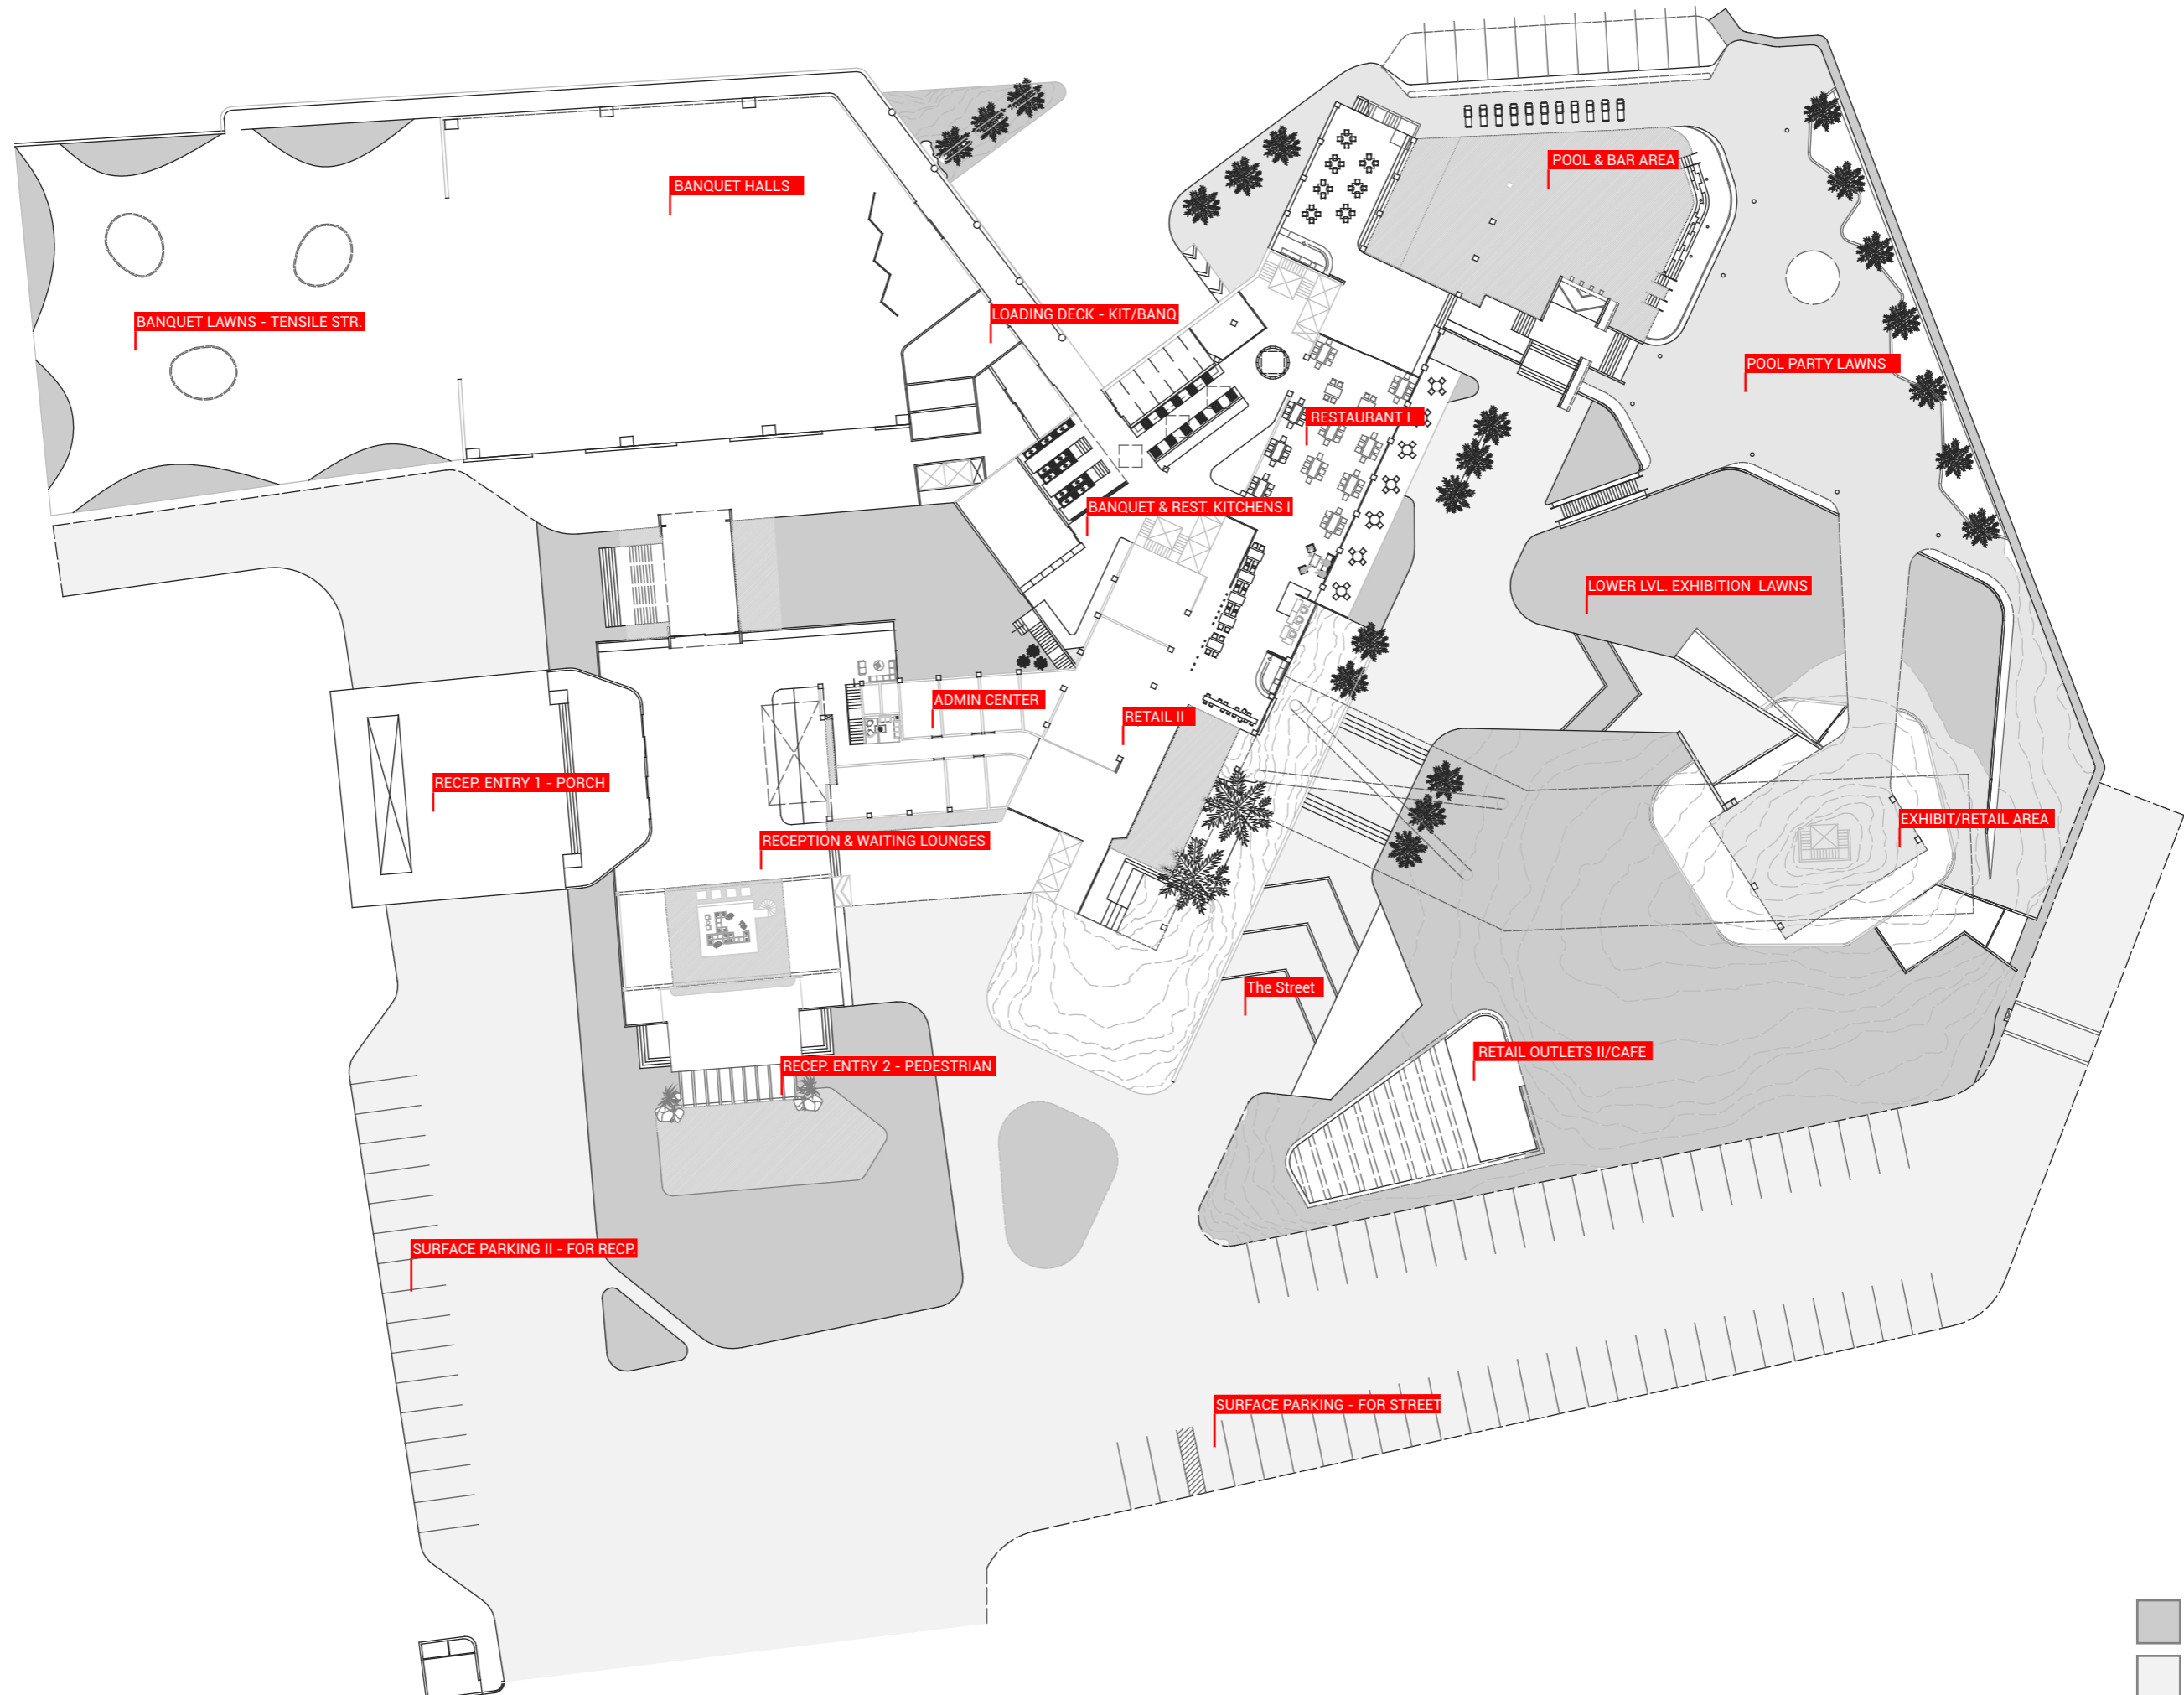 POOL & BAR AREA
BANQUET HALLS
LOADING DECK - KIT/BANQ
BANQUET LAWNS - TENSILE STR.
POOL PARTY LAWNS
RESTAURANT I
BANQUET & REST. KITCHENS I
LOWER LVL. EXHIBITION LAWNS
ADMIN CENTER
RETAIL II
RECEP. ENTRY 1 - PORCH
EXHIBIT/RETAIL AREA
RECEPTION & WAITING LOUNGES
The Street
RETAIL OUTLETS II/CAFE
RECEP. ENTRY 2 - PEDESTRIAN
SURFACE PARKING II - FOR RECP.
SURFACE PARKING - FOR STREET